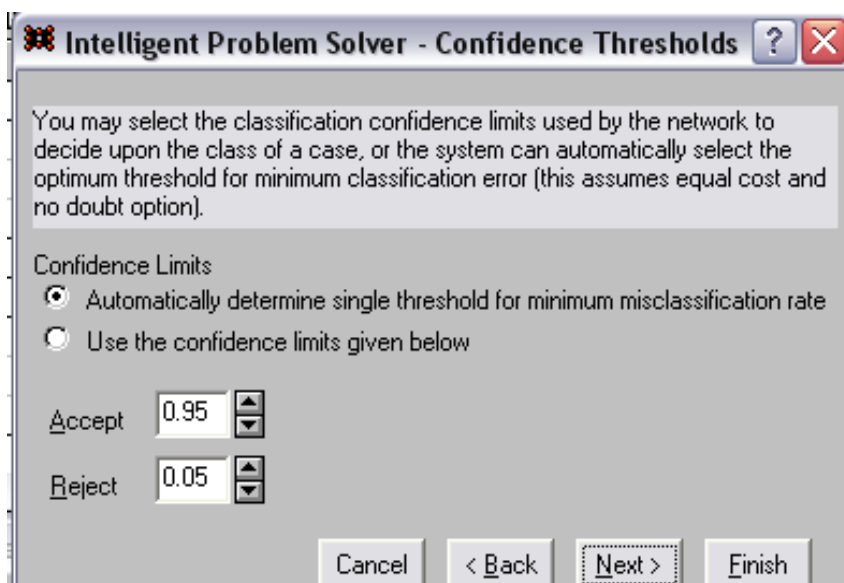 Intelligent Problem Solver - Confidence Thresholds ?
You may select the classification confidence limits used by the network to
decide upon the class of a case, or the system can automatically select the
optimum threshold for minimum classification error (this assumes equal cost and
no doubt option).
Confidence Limits
Automatically determine single threshold for minimum misclassification rate
Use the confidence limits given below
Accept 0.95
Reject 0.05
Cancel < Back Next > Finish